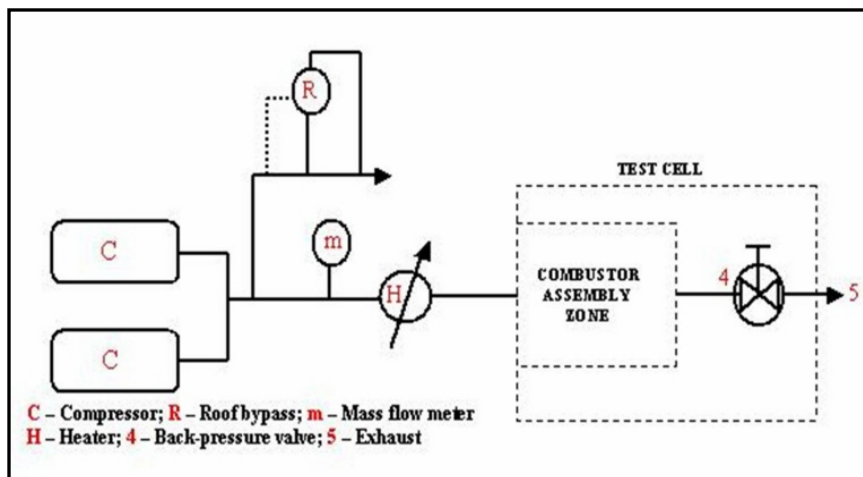 R
TEST CELL
C
m
H
COMBUSTOR
ASSEMBLY
ZONE
4
5
C
C – Compressor; R – Roof bypass; m – Mass flow meter
H – Heater; 4 – Back-pressure valve; 5 – Exhaust